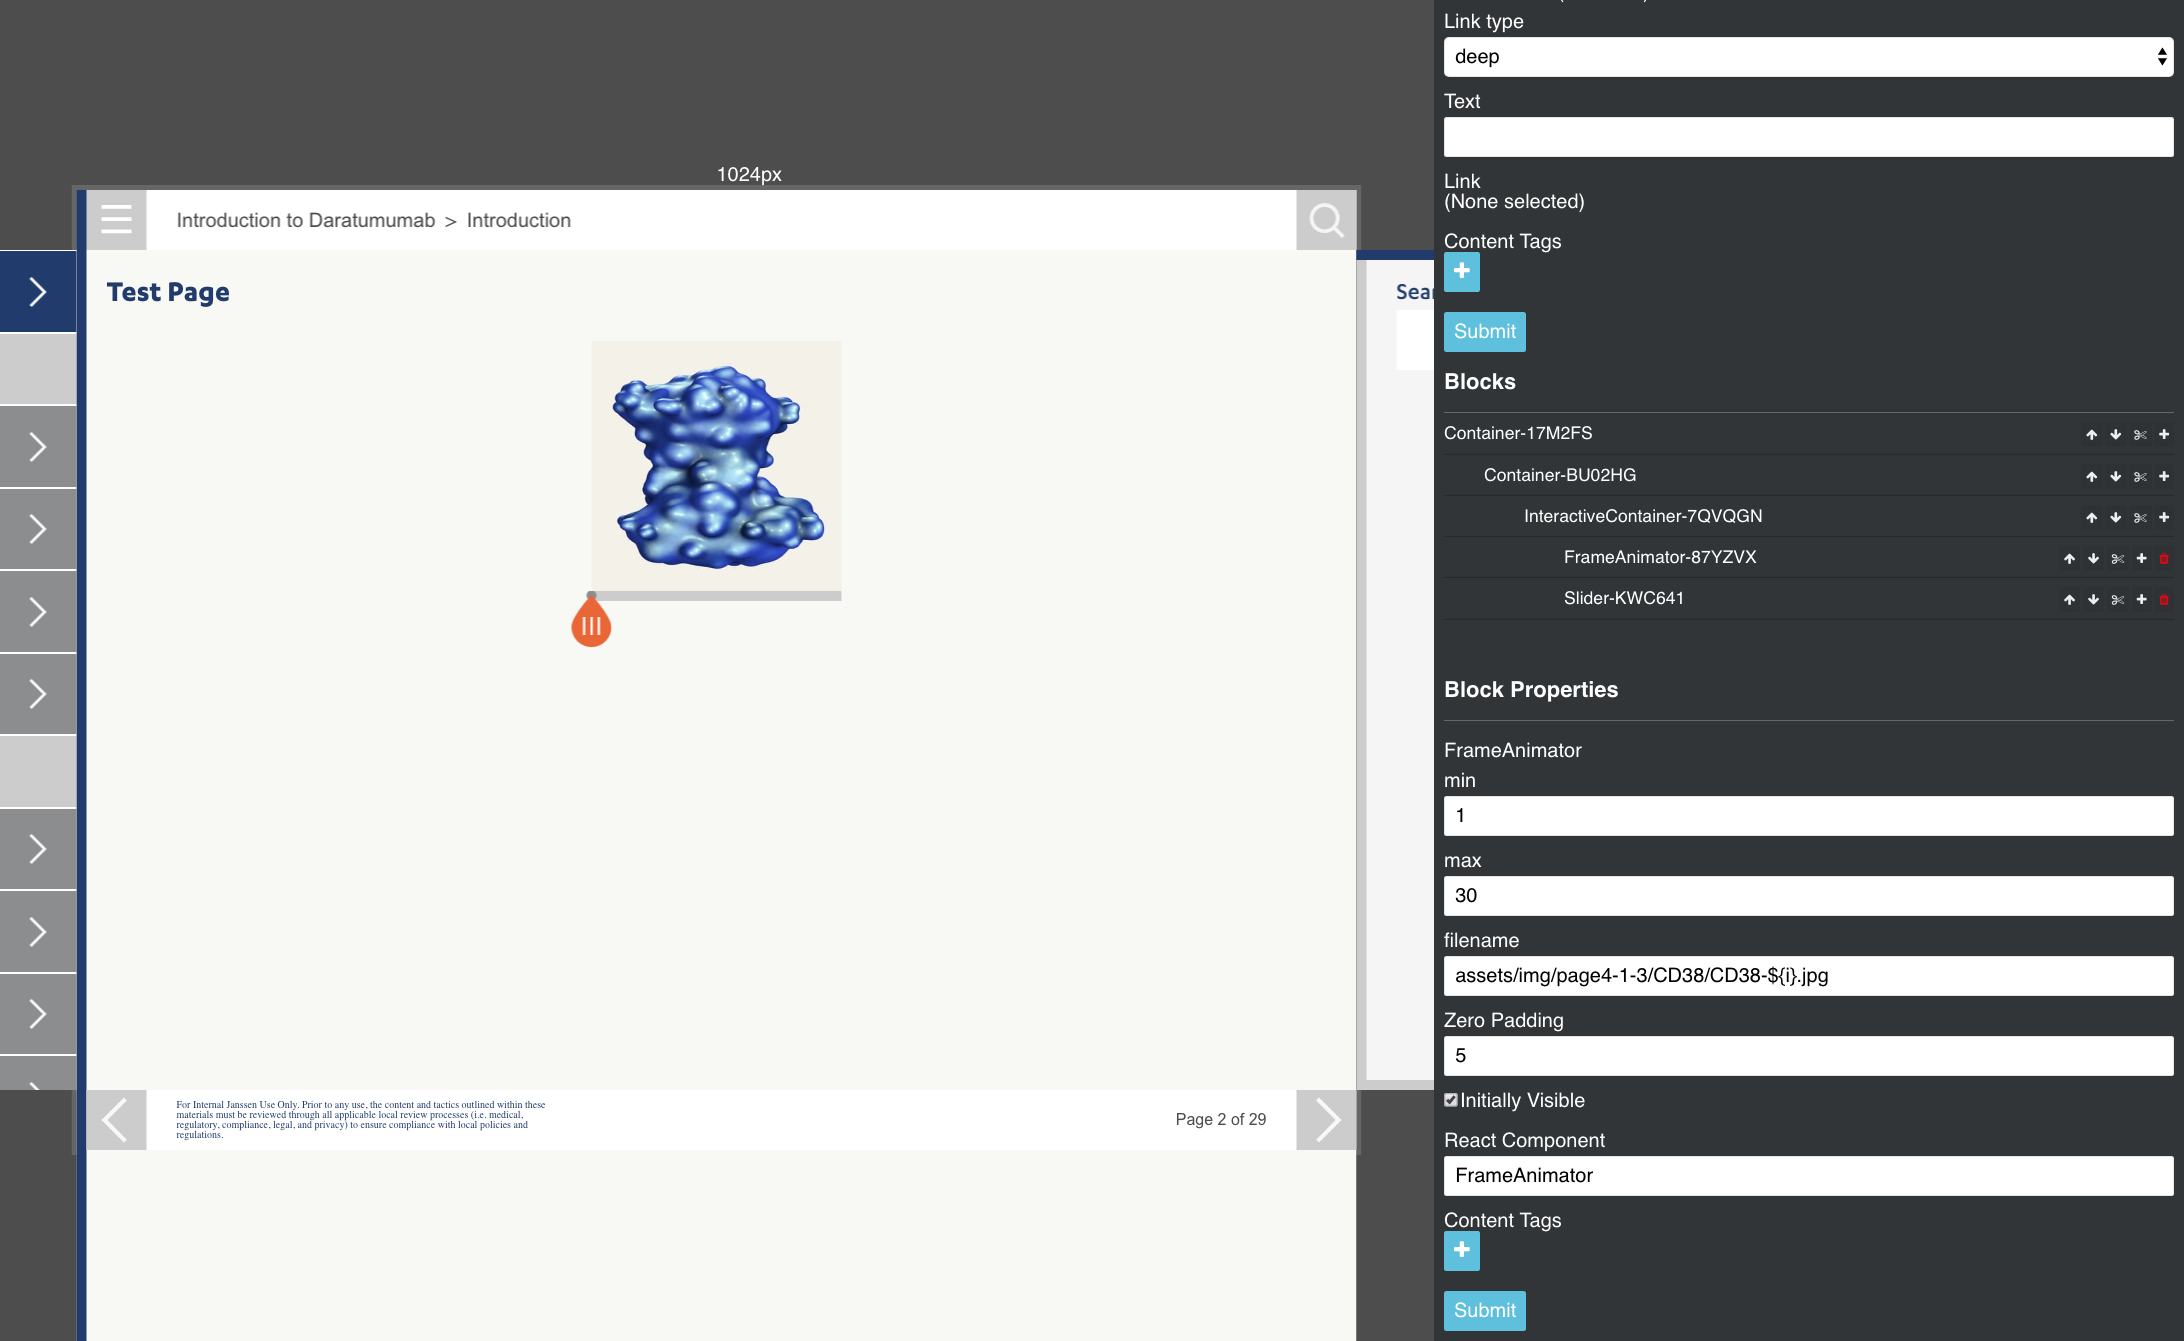 1024px
Introduction to Daratumumab > Introduction
Test Page
For Internal Janssen Use Only. Prior to any use, the content and tactics outlined within these
materials must be reviewed through all applicable local review processes (i.e. medical,
regulatory, compliance, legal, and privacy) to ensure compliance with local policies and
regulations.
Page 2 of 29
Sear
Link type
deep
Text
Link
(None selected)
Content Tags
Submit
Blocks
Container-17M2FS
Container-BU02HG
InteractiveContainer-7QVQGN
FrameAnimator-87YZVX
Slider-KWC641
Block Properties
FrameAnimator
min
1
max
30
filename
assets/img/page4-1-3/CD38/CD38-${i}.jpg
Zero Padding
5
Initially Visible
React Component
FrameAnimator
Content Tags
Submit